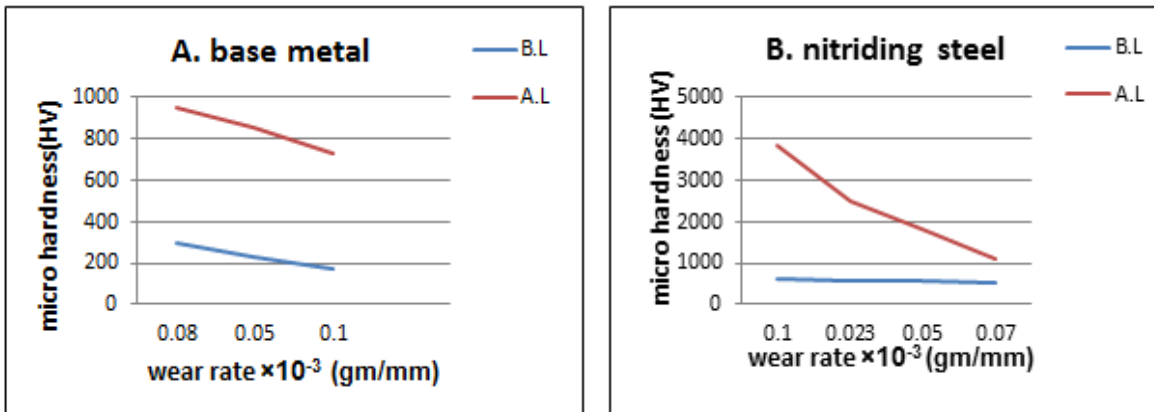 A. base metal
B.L
A.L
micro hardness(HV)
1000
800
600
400
200
0
0.08 0.05 0.1
wear rate ×10⁻³ (gm/mm)
B. nitriding steel
B.L
A.L
micro hardness(HV)
5000
4000
3000
2000
1000
0
0.1 0.023 0.05 0.07
wear rate ×10⁻³ (gm/mm)